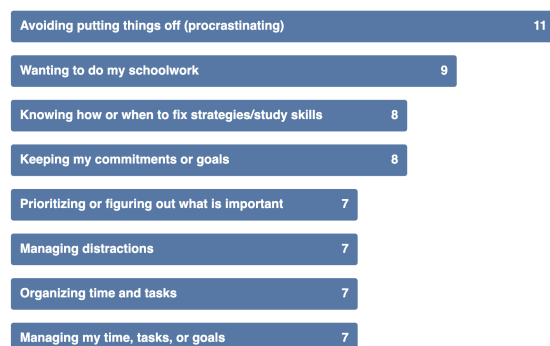 Avoiding putting things off (procrastinating) 11
Wanting to do my schoolwork 9
Knowing how or when to fix strategies/study skills 8
Keeping my commitments or goals 8
Prioritizing or figuring out what is important 7
Managing distractions 7
Organizing time and tasks 7
Managing my time, tasks, or goals 7